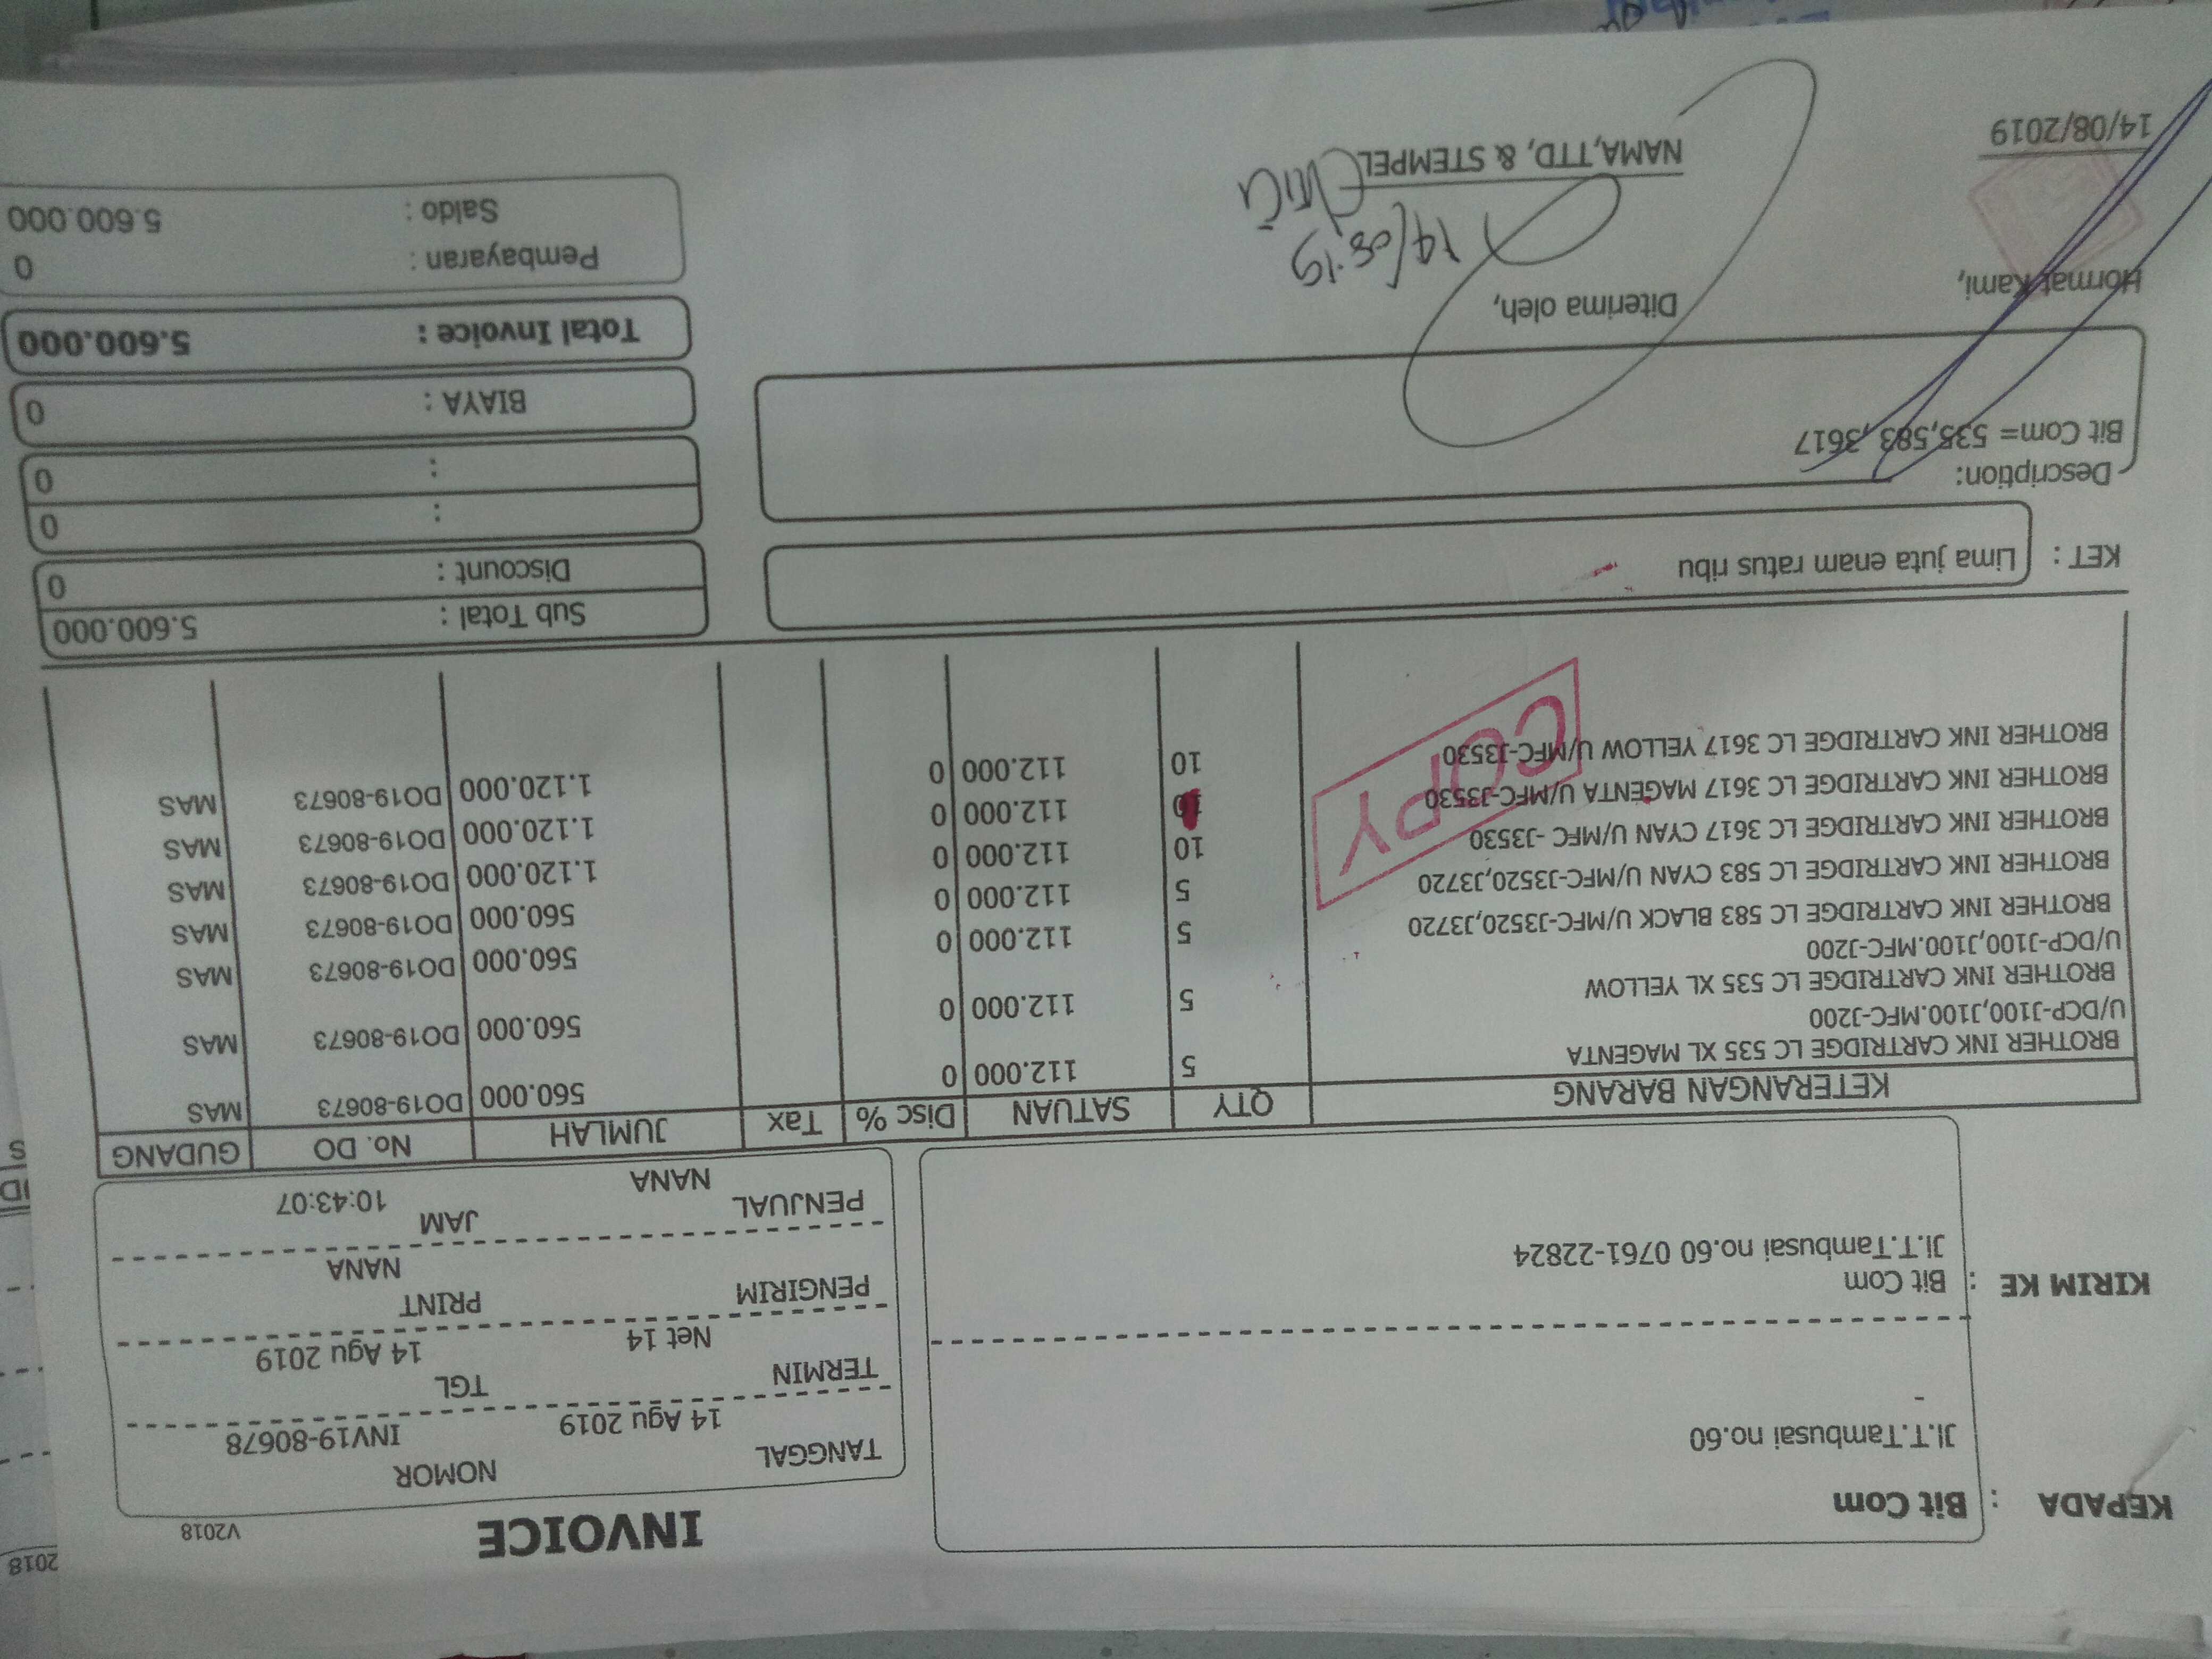 INVOICE
V2018
KEPADA : Bit Com
Jl.T.Tambusai no.60
-
KIRIM KE : Bit Com
Jl.T.Tambusai no.60 0761-22824
TANGGAL NOMOR
14 Agu 2019 INV19-80678
TERMIN TGL
Net 14 14 Agu 2019
PENGIRIM PRINT
NANA
PENJUAL JAM
NANA 10:43:07
KETERANGAN BARANG QTY SATUAN Disc % Tax JUMLAH No. DO GUDANG
BROTHER INK CARTRIDGE LC 535 XL MAGENTA 5 112.000 0 560.000 DO19-80673 MAS
U/DCP-J100,J100.MFC-J200
BROTHER INK CARTRIDGE LC 535 XL YELLOW 5 112.000 0 560.000 DO19-80673 MAS
U/DCP-J100,J100.MFC-J200
BROTHER INK CARTRIDGE LC 583 BLACK U/MFC-J3520,J3720 5 112.000 0 560.000 DO19-80673 MAS
BROTHER INK CARTRIDGE LC 583 CYAN U/MFC-J3520,J3720 5 112.000 0 560.000 DO19-80673 MAS
BROTHER INK CARTRIDGE LC 3617 CYAN U/MFC -J3530 10 112.000 0 1.120.000 DO19-80673 MAS
BROTHER INK CARTRIDGE LC 3617 MAGENTA U/MFC-J3530 10 112.000 0 1.120.000 DO19-80673 MAS
BROTHER INK CARTRIDGE LC 3617 YELLOW U/MFC-J3530 10 112.000 0 1.120.000 DO19-80673 MAS
COPY
KET : Lima juta enam ratus ribu
Description:
Bit Com= 535,583,3617
Sub Total : 5.600.000
Discount : 0
: 0
: 0
BIAYA : 0
Total Invoice : 5.600.000
Pembayaran : 0
Saldo : 5.600.000
Hormat Kami,
14/08/2019
Diterima oleh,
14/08.19
NAMA,TTD, & STEMPEL
2018